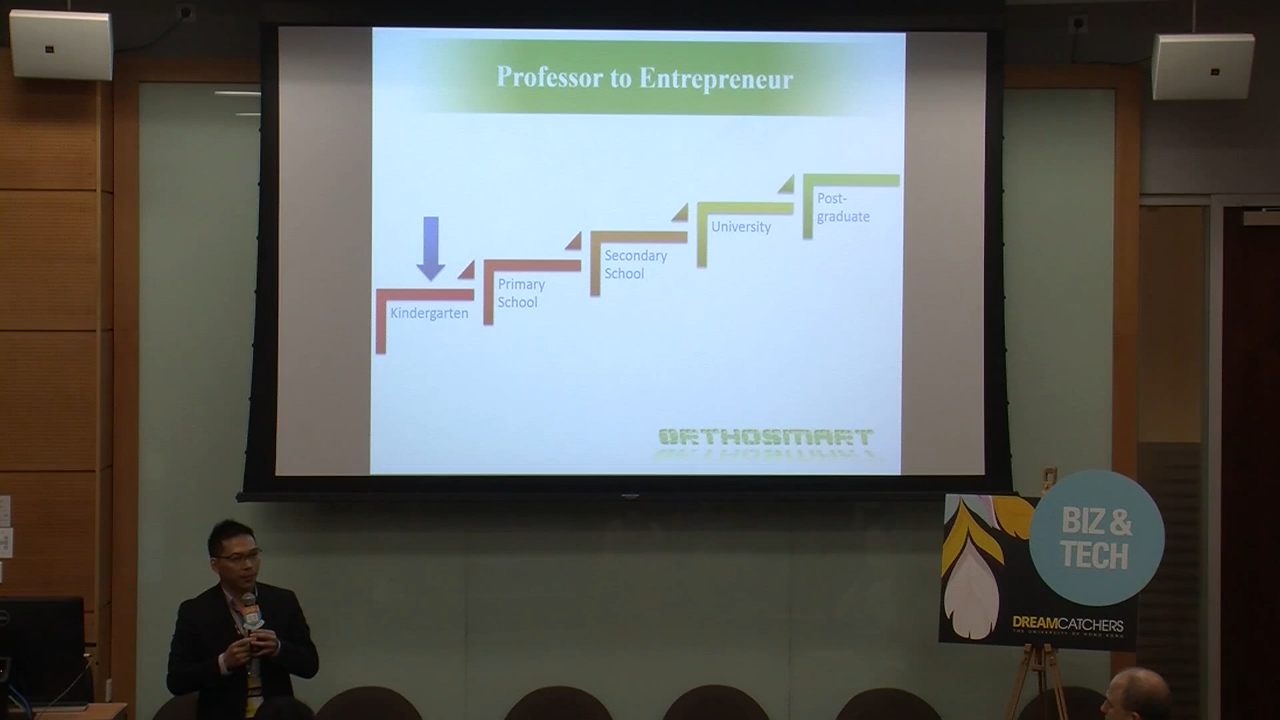 Professor to Entrepreneur
Post-
graduate
University
Secondary
School
Primary
School
Kindergarten
ORTHOSMART
BIZ &
TECH
DREAMCATCHERS
THE UNIVERSITY OF HONG KONG